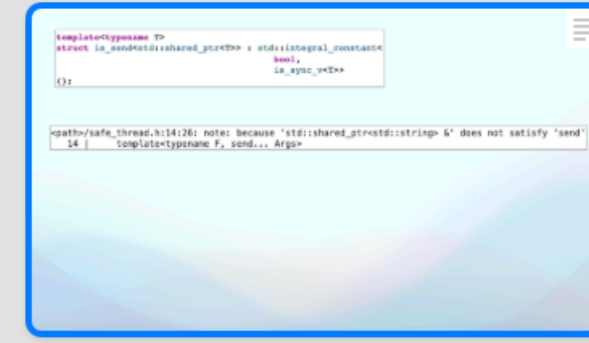 template<typename T>
struct is_send<std::shared_ptr<T>> : std::integral_constant<
bool,
is_sync_v<T>>
{};
<path>/safe_thread.h:14:26: note: because 'std::shared_ptr<std::string> &' does not satisfy 'send'
14 | template<typename F, send... Args>